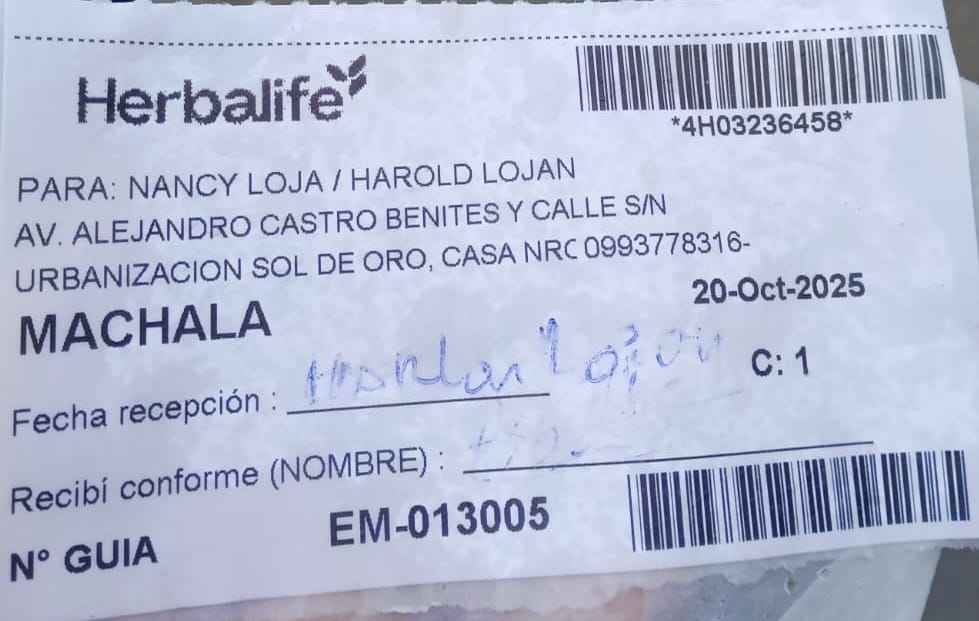 Herbalife
*4H03236458*
PARA: NANCY LOJA / HAROLD LOJAN
AV. ALEJANDRO CASTRO BENITES Y CALLE S/N
URBANIZACION SOL DE ORO, CASA NRC 0993778316-
20-Oct-2025
MACHALA
C: 1
Fecha recepción :
Recibí conforme (NOMBRE) :
Nº GUIA EM-013005